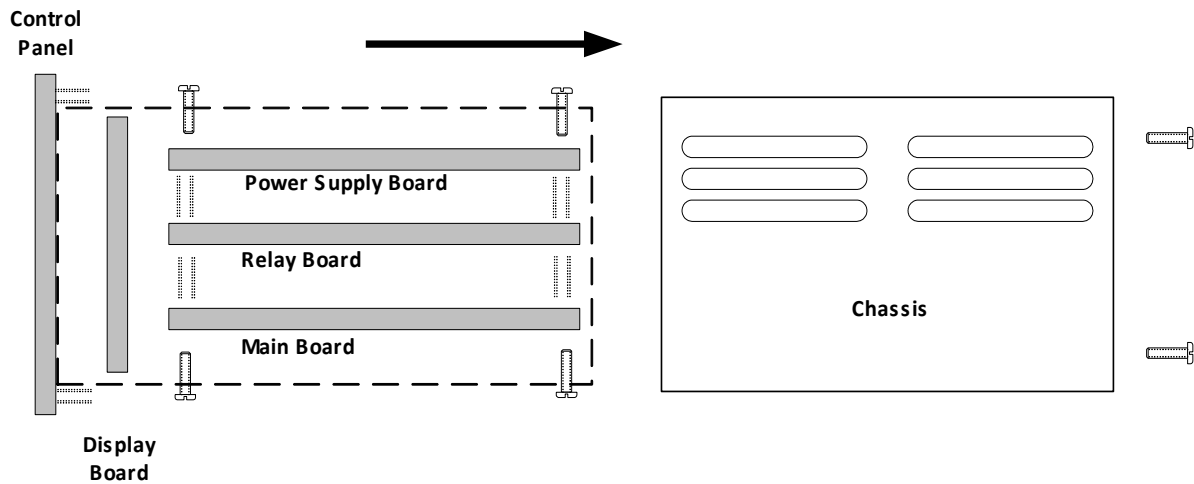 Control
Panel
Power Supply Board
Relay Board
Main Board
Chassis
Display
Board